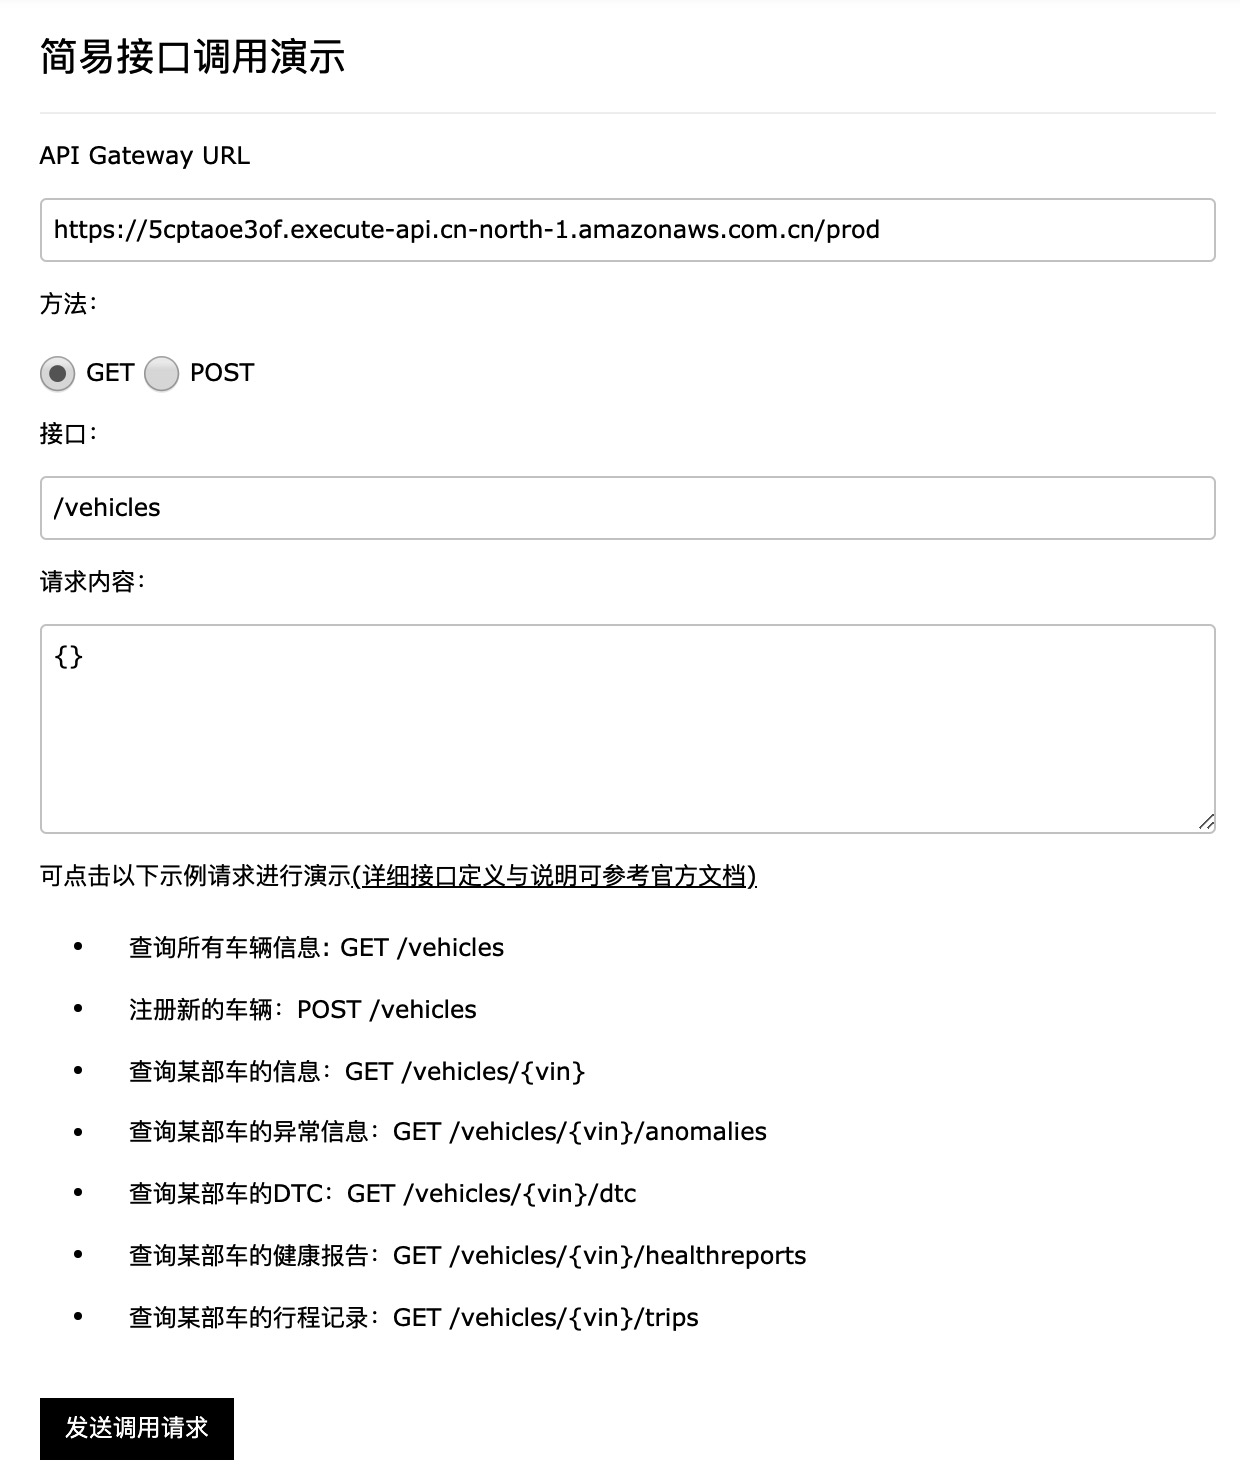 简易接口调用演示
API Gateway URL
https://5cptaoe3of.execute-api.cn-north-1.amazonaws.com.cn/prod
方法：
GET POST
接口：
/vehicles
请求内容：
{}
可点击以下示例请求进行演示(详细接口定义与说明可参考官方文档)
• 查询所有车辆信息: GET /vehicles
• 注册新的车辆：POST /vehicles
• 查询某部车的信息：GET /vehicles/{vin}
• 查询某部车的异常信息：GET /vehicles/{vin}/anomalies
• 查询某部车的DTC：GET /vehicles/{vin}/dtc
• 查询某部车的健康报告：GET /vehicles/{vin}/healthreports
• 查询某部车的行程记录：GET /vehicles/{vin}/trips
发送调用请求